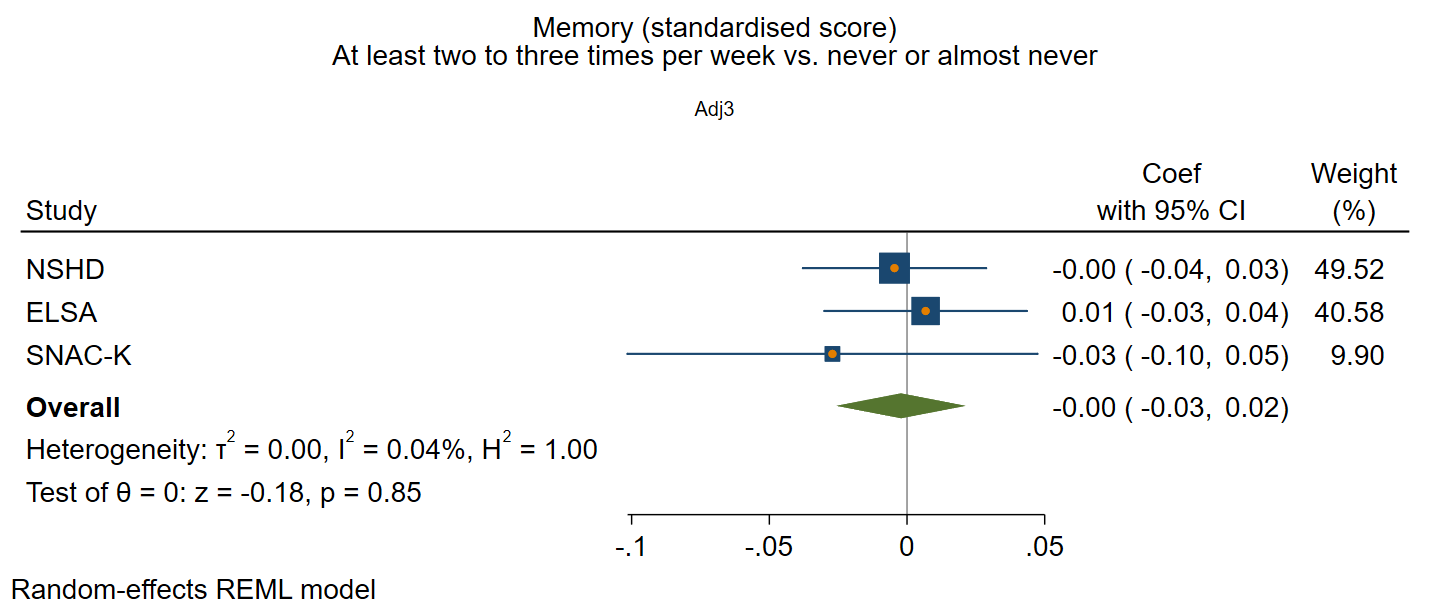 Memory (standardised score)
At least two to three times per week vs. never or almost never
Adj3
Coef Weight
Study with 95% CI (%)
NSHD -0.00 ( -0.04, 0.03) 49.52
ELSA 0.01 ( -0.03, 0.04) 40.58
SNAC-K -0.03 ( -0.10, 0.05) 9.90
Overall -0.00 ( -0.03, 0.02)
Heterogeneity: τ² = 0.00, I² = 0.04%, H² = 1.00
Test of θ = 0: z = -0.18, p = 0.85
-.1 -.05 0 .05
Random-effects REML model